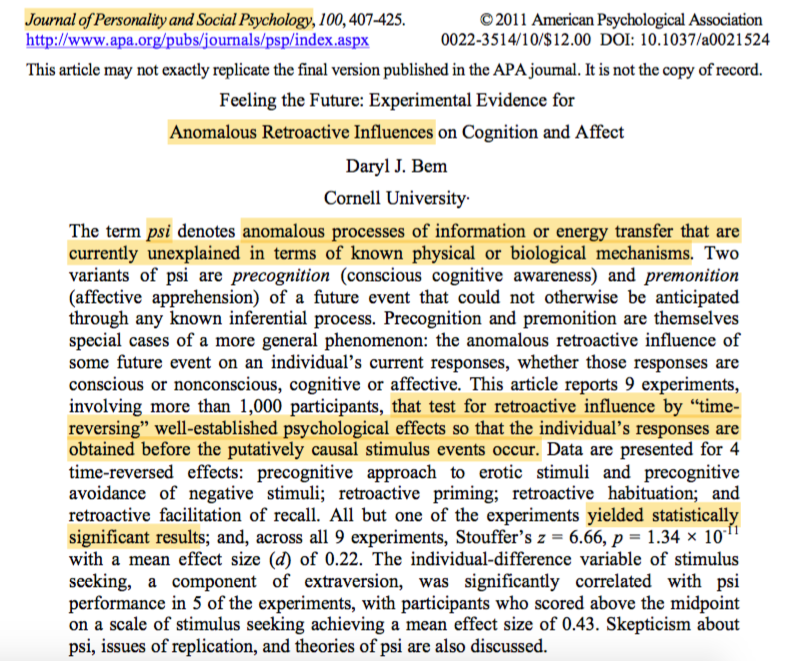 Journal of Personality and Social Psychology, 100, 407-425.
© 2011 American Psychological Association
http://www.apa.org/pubs/journals/psp/index.aspx
0022-3514/10/$12.00 DOI: 10.1037/a0021524
This article may not exactly replicate the final version published in the APA journal. It is not the copy of record.
Feeling the Future: Experimental Evidence for
Anomalous Retroactive Influences on Cognition and Affect
Daryl J. Bem
Cornell University·
The term psi denotes anomalous processes of information or energy transfer that are
currently unexplained in terms of known physical or biological mechanisms. Two
variants of psi are precognition (conscious cognitive awareness) and premonition
(affective apprehension) of a future event that could not otherwise be anticipated
through any known inferential process. Precognition and premonition are themselves
special cases of a more general phenomenon: the anomalous retroactive influence of
some future event on an individual's current responses, whether those responses are
conscious or nonconscious, cognitive or affective. This article reports 9 experiments,
involving more than 1,000 participants, that test for retroactive influence by "time-
reversing" well-established psychological effects so that the individual's responses are
obtained before the putatively causal stimulus events occur. Data are presented for 4
time-reversed effects: precognitive approach to erotic stimuli and precognitive
avoidance of negative stimuli; retroactive priming; retroactive habituation; and
retroactive facilitation of recall. All but one of the experiments yielded statistically
significant results; and, across all 9 experiments, Stouffer's z = 6.66, p = 1.34 × 10⁻¹¹
with a mean effect size (d) of 0.22. The individual-difference variable of stimulus
seeking, a component of extraversion, was significantly correlated with psi
performance in 5 of the experiments, with participants who scored above the midpoint
on a scale of stimulus seeking achieving a mean effect size of 0.43. Skepticism about
psi, issues of replication, and theories of psi are also discussed.